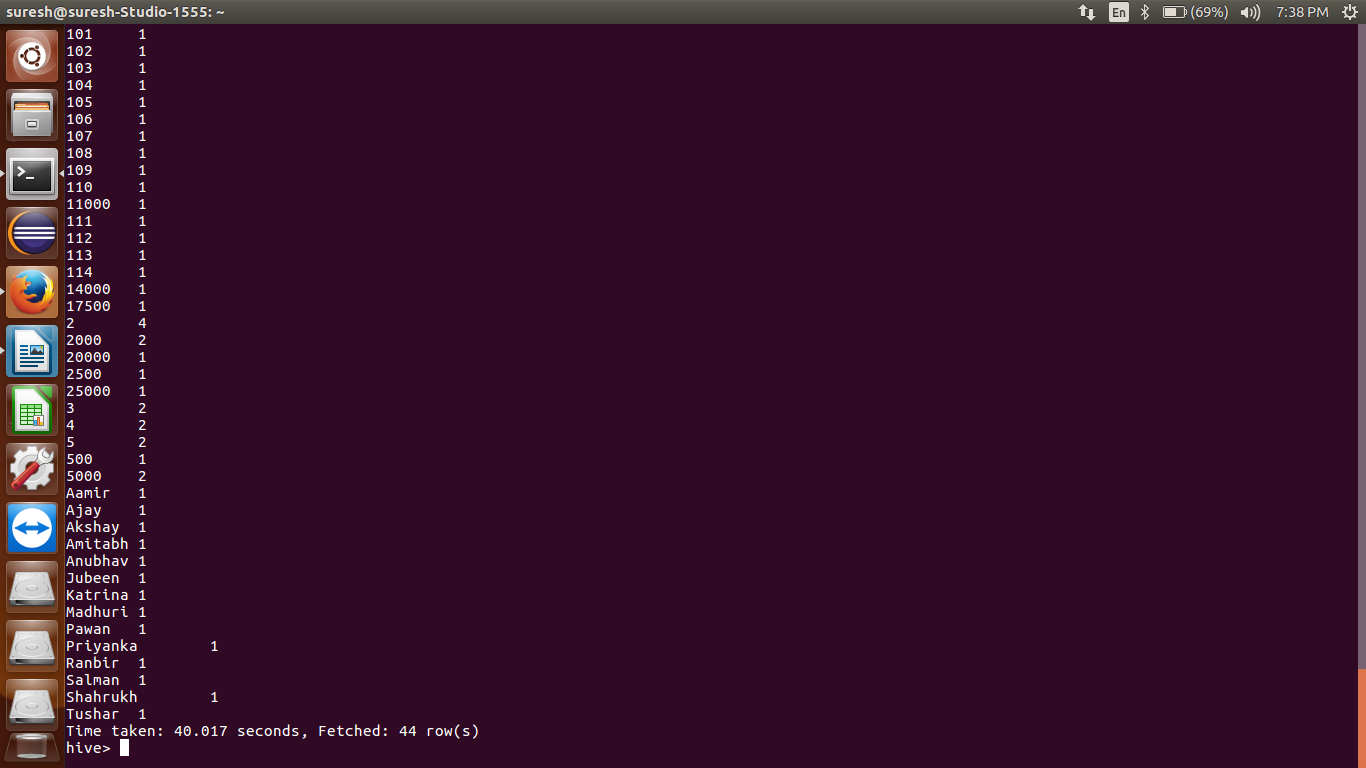 suresh@suresh-Studio-1555: ~ En (69%) 7:38 PM
101 1
102 1
103 1
104 1
105 1
106 1
107 1
108 1
109 1
110 1
11000 1
111 1
112 1
113 1
114 1
14000 1
17500 1
2 4
2000 2
20000 1
2500 1
25000 1
3 2
4 2
5 2
500 1
5000 2
Aamir 1
Ajay 1
Akshay 1
Amitabh 1
Anubhav 1
Jubeen 1
Katrina 1
Madhuri 1
Pawan 1
Priyanka 1
Ranbir 1
Salman 1
Shahrukh 1
Tushar 1
Time taken: 40.017 seconds, Fetched: 44 row(s)
hive>